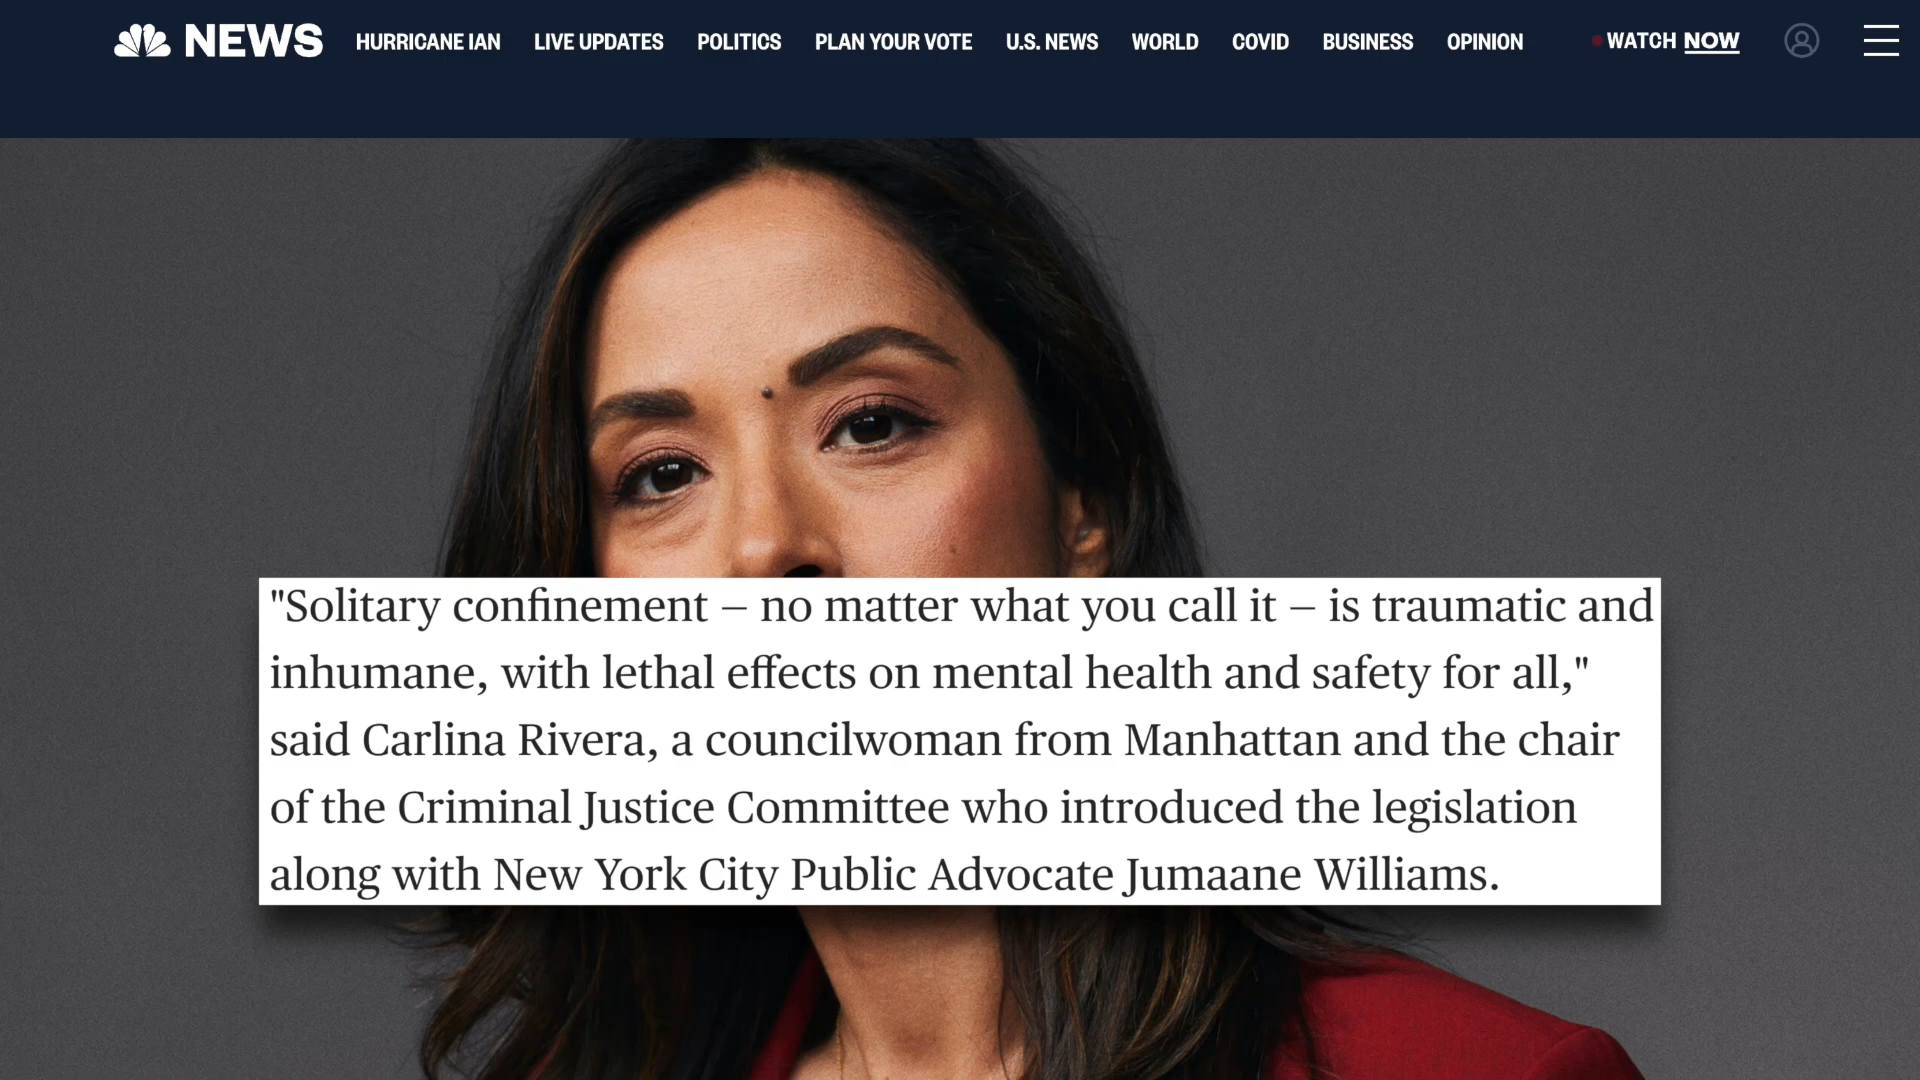 NEWS HURRICANE IAN LIVE UPDATES POLITICS PLAN YOUR VOTE U.S. NEWS WORLD COVID BUSINESS OPINION WATCH NOW
"Solitary confinement – no matter what you call it – is traumatic and
inhumane, with lethal effects on mental health and safety for all,"
said Carlina Rivera, a councilwoman from Manhattan and the chair
of the Criminal Justice Committee who introduced the legislation
along with New York City Public Advocate Jumaane Williams.